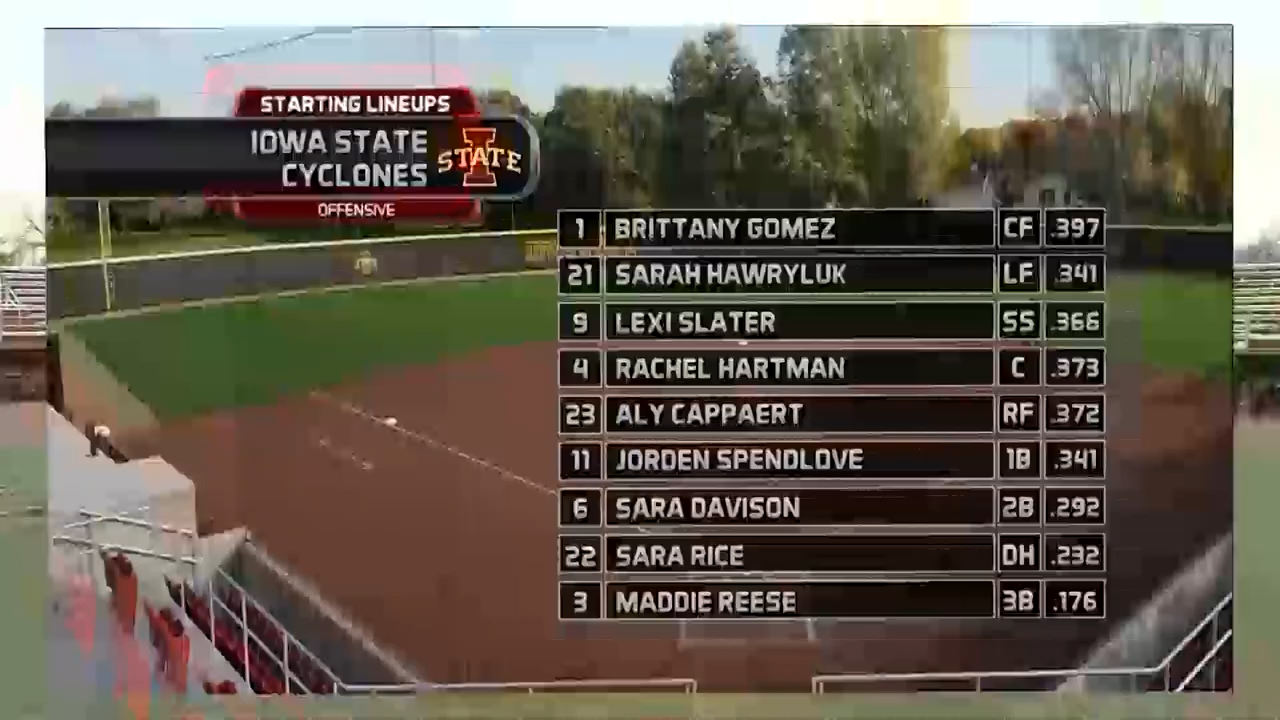 STARTING LINEUPS
IOWA STATE
CYCLONES
STATE
OFFENSIVE
1 BRITTANY GOMEZ CF .397
21 SARAH HAWRYLUK LF .341
9 LEXI SLATER SS .366
4 RACHEL HARTMAN C .373
23 ALY CAPPAERT RF .372
11 JORDEN SPENDLOVE 1B .341
6 SARA DAVISON 2B .292
22 SARA RICE DH .232
3 MADDIE REESE 3B .176